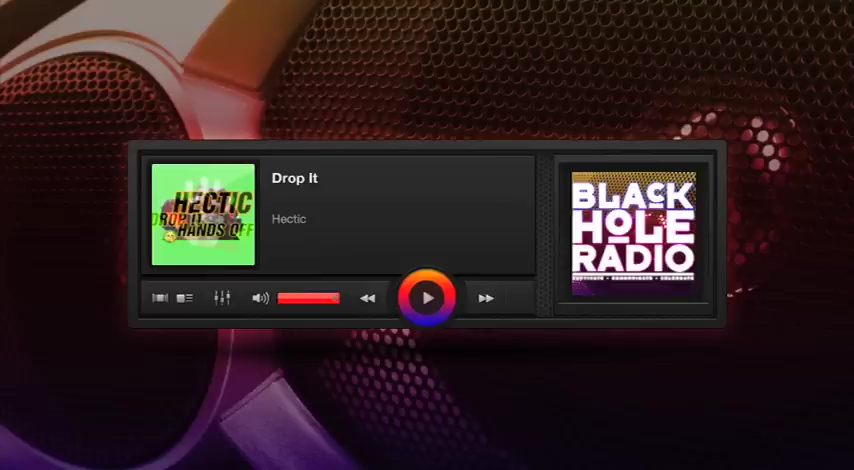 Drop It
Hectic
HECTIC
DROP IT
HANDS OFF
BLACK
HOLE
RADIO